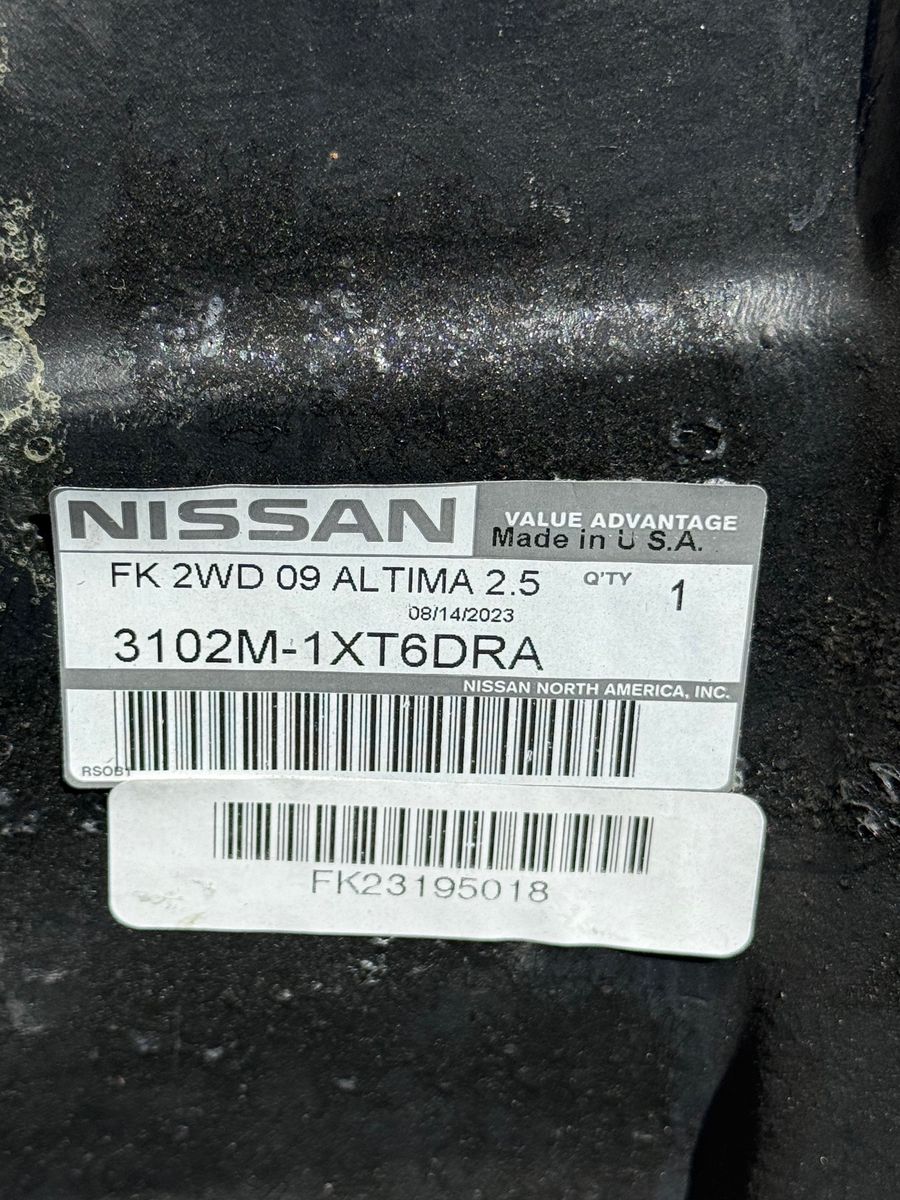 NISSAN
VALUE ADVANTAGE
Made in U S.A.
FK 2WD 09 ALTIMA 2.5
Q'TY 1
08/14/2023
3102M-1XT6DRA
NISSAN NORTH AMERICA, INC.
RSOB1
FK23195018